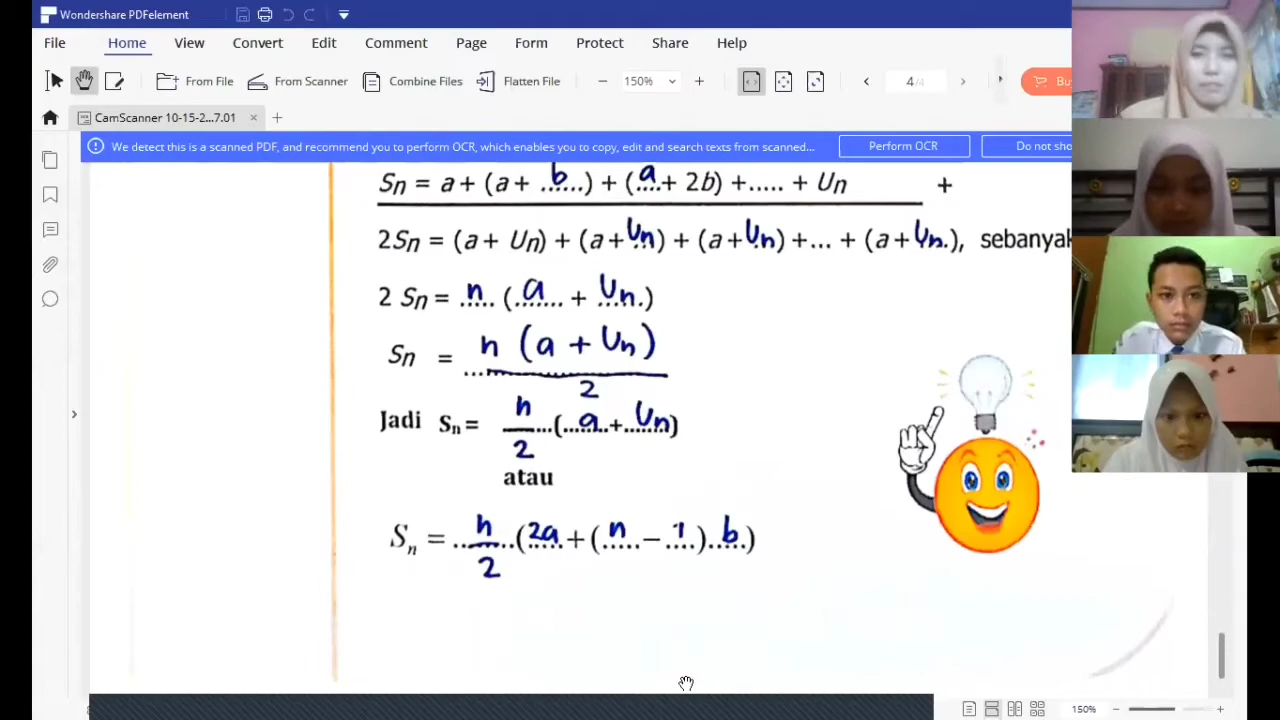 Wondershare PDFelement
File Home View Convert Edit Comment Page Form Protect Share Help
From File From Scanner Combine Files Flatten File 150% 4/4
CamScanner 10-15-2...7.01
We detect this is a scanned PDF, and recommend you to perform OCR, which enables you to copy, edit and search texts from scanned... Perform OCR Do not sho
Sn = a + (a + ..b....) + (.a... + 2b) +..... + Un +
2Sn = (a + Un) + (a + Un) + (a + Un) +... + (a + Un.), sebanyak
2 Sn = ..n... (...a.... + ..Un..)
Sn = n (a + Un)
2
Jadi Sn = n ...(...a..+...Un...)
2
atau
Sn = ...n...(2a+(..n..−..1..)..b..)
2
150%